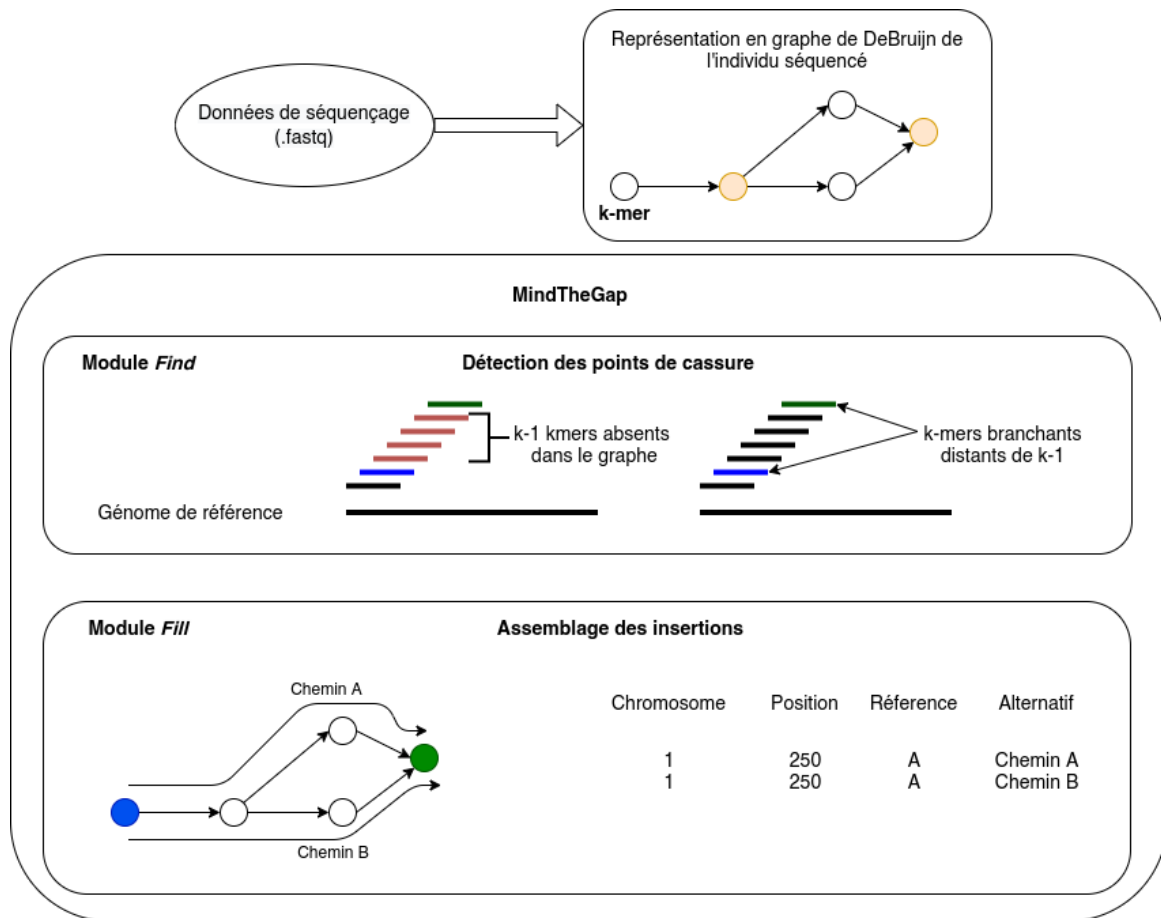 Représentation en graphe de DeBruijn de
l'individu séquencé
Données de séquençage
(.fastq)
k-mer
MindTheGap
Module Find
Détection des points de cassure
k-1 kmers absents
dans le graphe
k-mers branchants
distants de k-1
Génome de référence
Module Fill
Assemblage des insertions
Chemin A
Chemin B
Chromosome Position Réference Alternatif
1 250 A Chemin A
1 250 A Chemin B